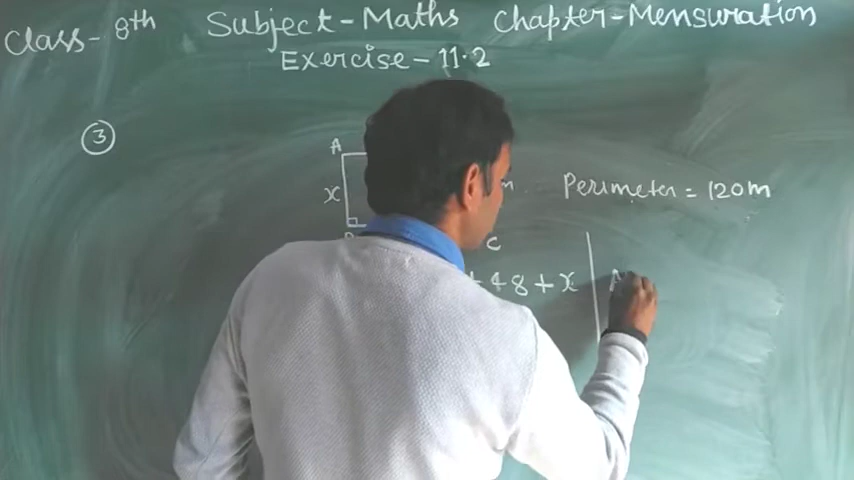 Class - 8th Subject - Maths Chapter - Mensuration
Exercise - 11.2
3
A
x m Perimeter = 120m
C
+ 48 + x A